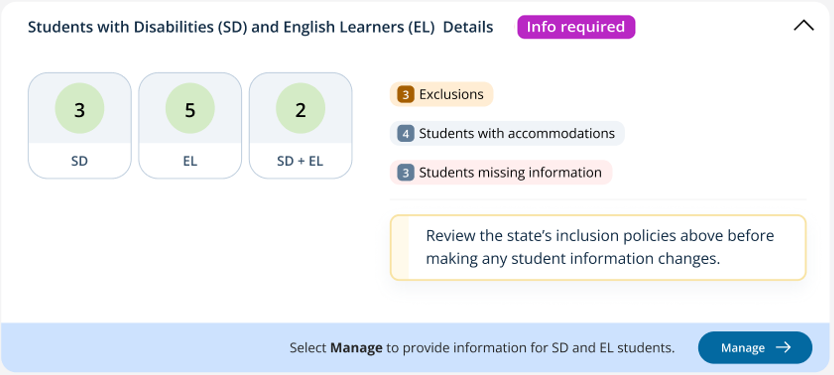 Students with Disabilities (SD) and English Learners (EL) Details
Info required
3
SD
5
EL
2
SD + EL
3 Exclusions
4 Students with accommodations
3 Students missing information
Review the state's inclusion policies above before
making any student information changes.
Select Manage to provide information for SD and EL students.
Manage